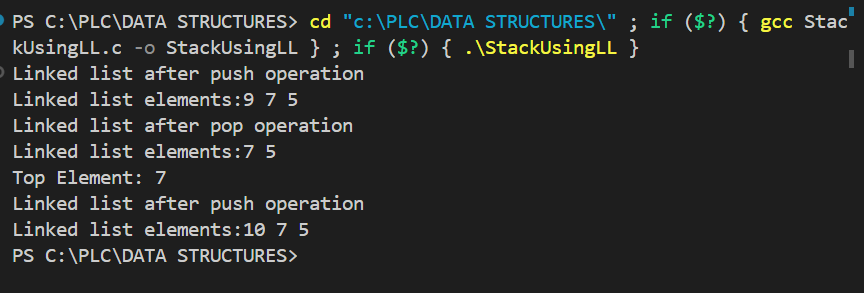 PS C:\PLC\DATA STRUCTURES> cd "c:\PLC\DATA STRUCTURES\" ; if ($?) { gcc Stac
kUsingLL.c -o StackUsingLL } ; if ($?) { .\StackUsingLL }
Linked list after push operation
Linked list elements:9 7 5
Linked list after pop operation
Linked list elements:7 5
Top Element: 7
Linked list after push operation
Linked list elements:10 7 5
PS C:\PLC\DATA STRUCTURES>